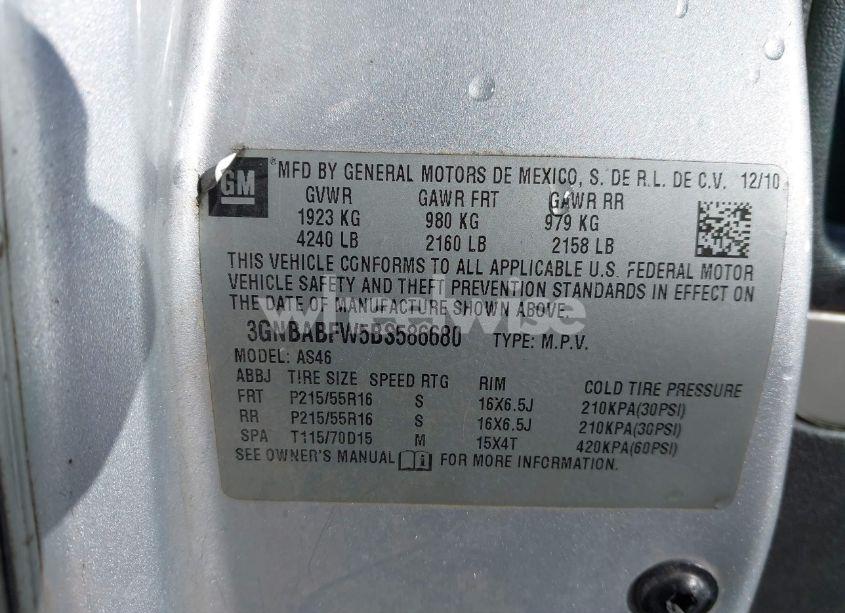 GM
® MFD BY GENERAL MOTORS DE MEXICO, S. DE R.L. DE C.V. 12/10
GVWR GAWR FRT GAWR RR
1923 KG 980 KG 979 KG
4240 LB 2160 LB 2158 LB
THIS VEHICLE CONFORMS TO ALL APPLICABLE U.S. FEDERAL MOTOR
VEHICLE SAFETY AND THEFT PREVENTION STANDARDS IN EFFECT ON
THE DATE OF MANUFACTURE SHOWN ABOVE.
wheelwise
3GNBABFW5BS586680 TYPE: M.P.V.
MODEL: AS46
ABBJ TIRE SIZE SPEED RTG RIM COLD TIRE PRESSURE
FRT P215/55R16 S 16X6.5J 210KPA(30PSI)
RR P215/55R16 S 16X6.5J 210KPA(30PSI)
SPA T115/70D15 M 15X4T 420KPA(60PSI)
SEE OWNER'S MANUAL FOR MORE INFORMATION.